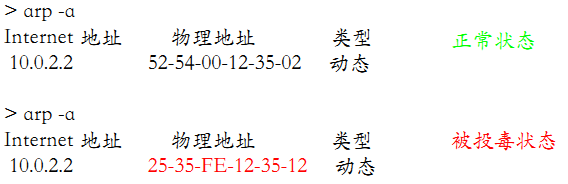 > arp -a
Internet 地址 物理地址 类型 正常状态
10.0.2.2 52-54-00-12-35-02 动态
> arp -a
Internet 地址 物理地址 类型 被投毒状态
10.0.2.2 25-35-FE-12-35-12 动态